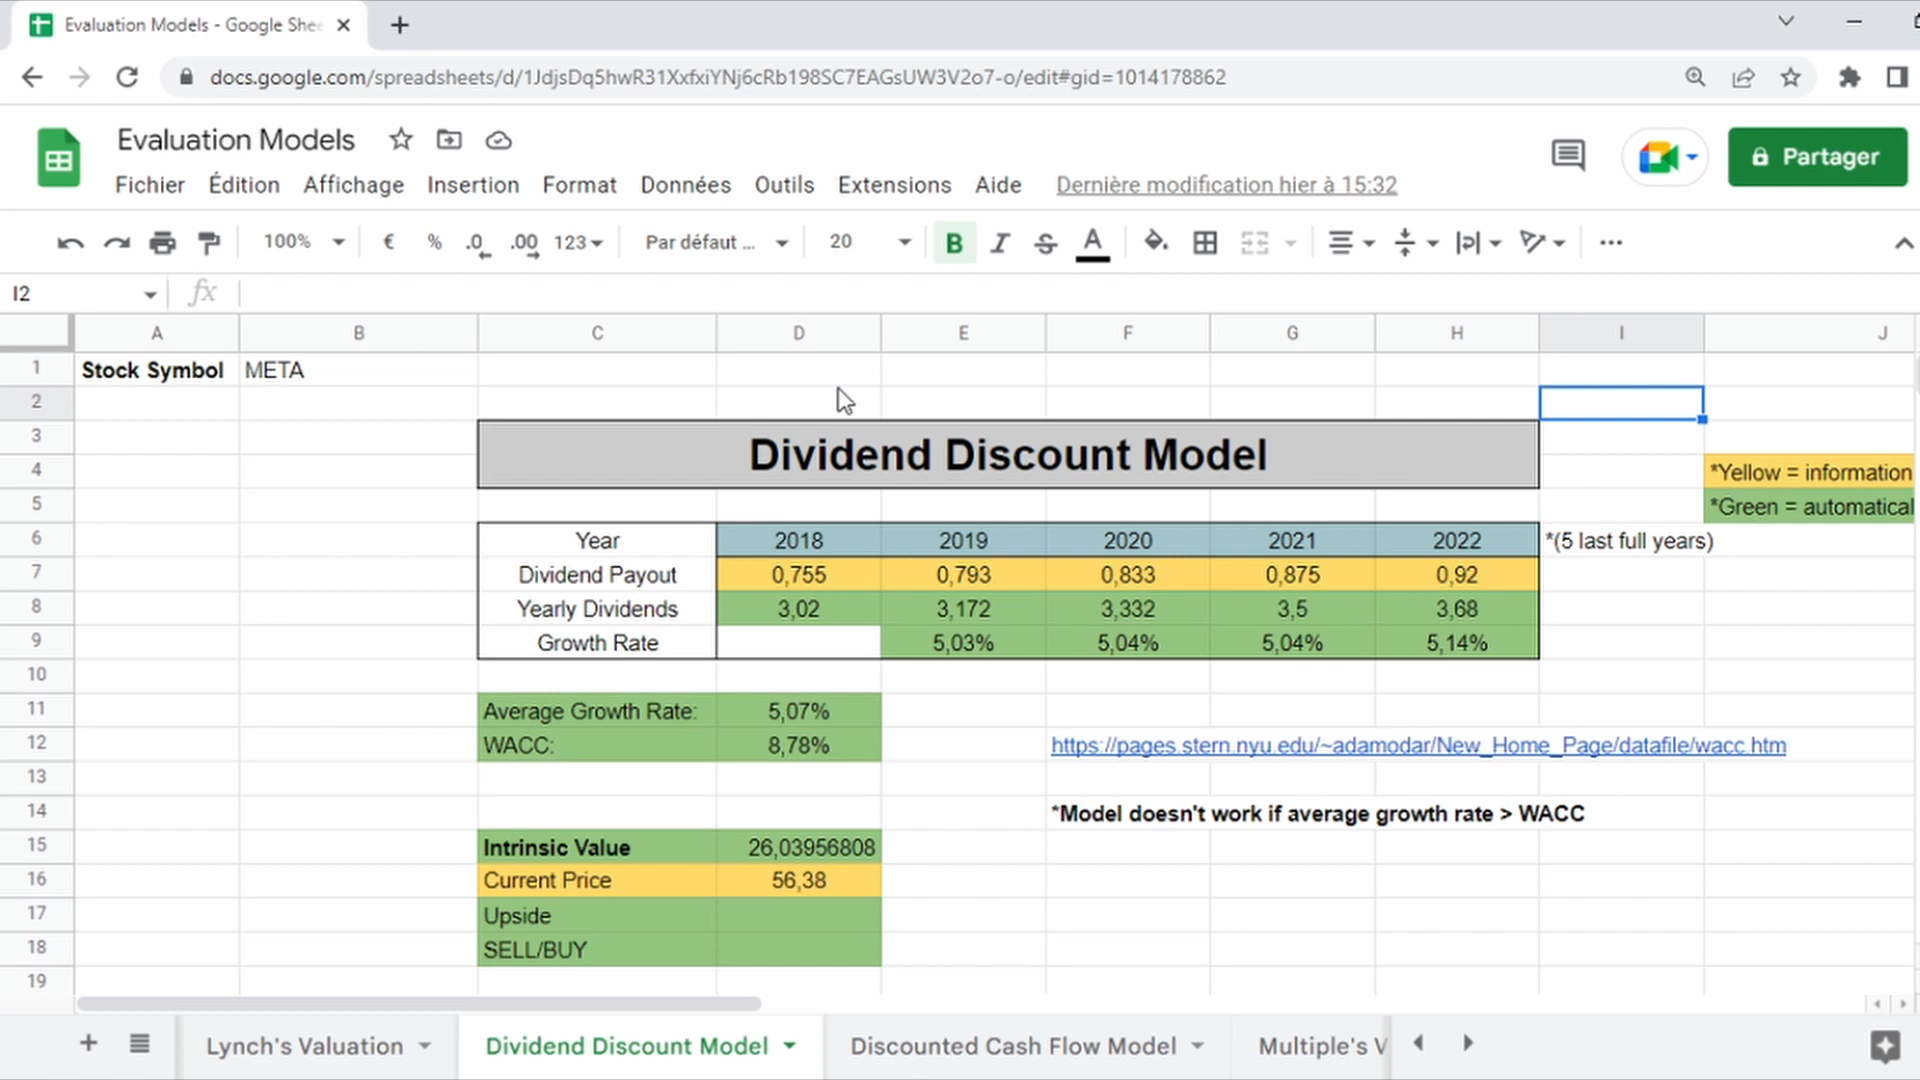 Evaluation Models - Google Shee
docs.google.com/spreadsheets/d/1JdjsDq5hwR31XxfxiYNj6cRb198SC7EAGsUW3V2o7-o/edit#gid=1014178862
Evaluation Models
Partager
Fichier Édition Affichage Insertion Format Données Outils Extensions Aide Dernière modification hier à 15:32
100% € % .0 .00 123 Par défaut ... 20 B I S A
I2 fx
A B C D E F G H I J
1 Stock Symbol META
2
3
Dividend Discount Model
4 *Yellow = information
5 *Green = automatical
6 Year 2018 2019 2020 2021 2022 *(5 last full years)
7 Dividend Payout 0,755 0,793 0,833 0,875 0,92
8 Yearly Dividends 3,02 3,172 3,332 3,5 3,68
9 Growth Rate 5,03% 5,04% 5,04% 5,14%
10
11 Average Growth Rate: 5,07%
12 WACC: 8,78% https://pages.stern.nyu.edu/~adamodar/New_Home_Page/datafile/wacc.htm
13
14 *Model doesn't work if average growth rate > WACC
15 Intrinsic Value 26,03956808
16 Current Price 56,38
17 Upside
18 SELL/BUY
19
Lynch's Valuation Dividend Discount Model Discounted Cash Flow Model Multiple's V